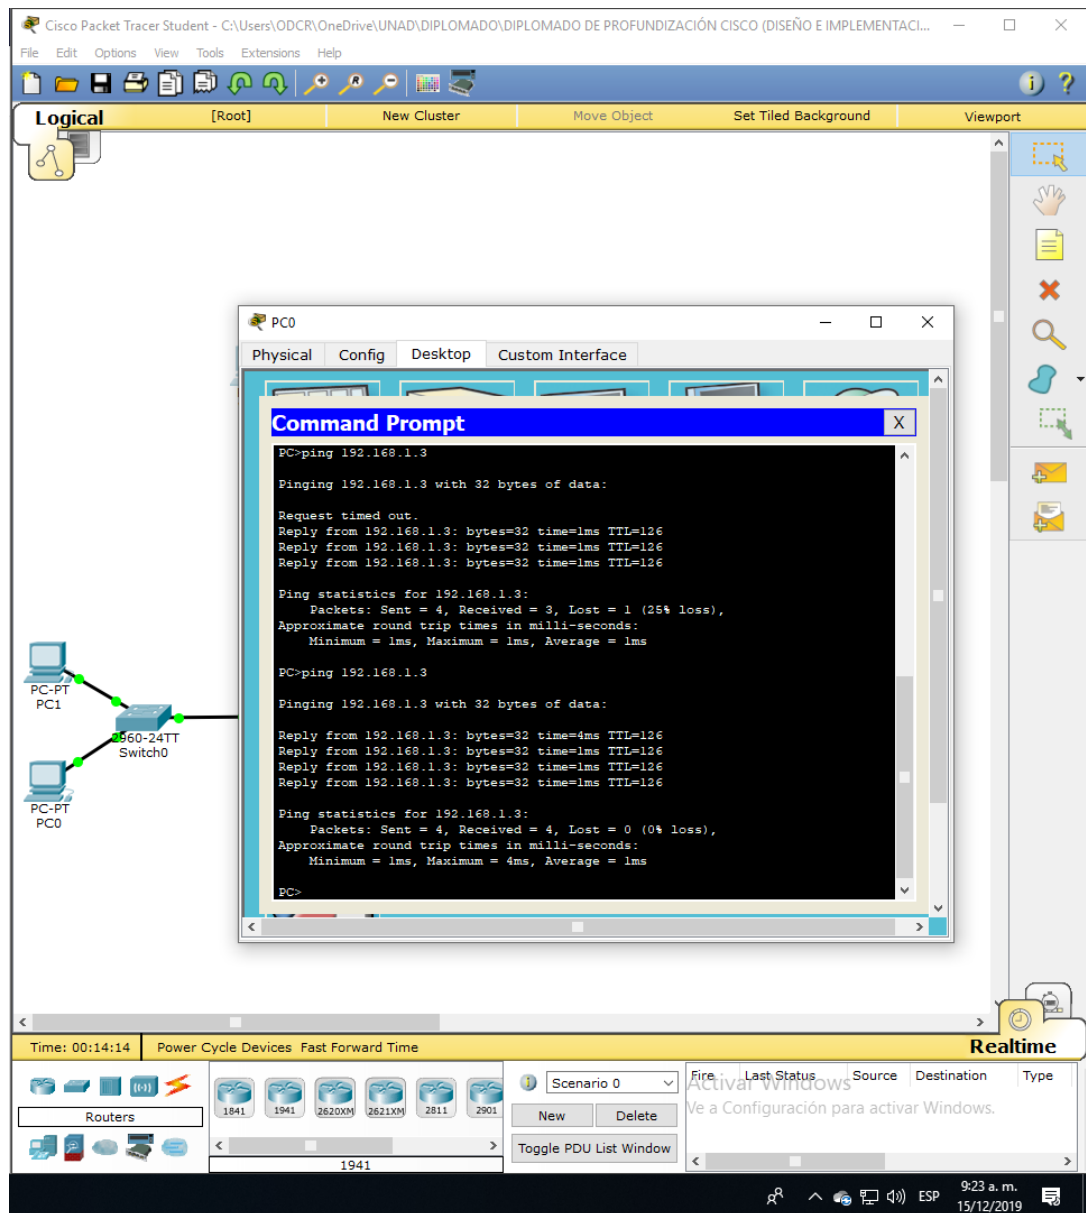 Cisco Packet Tracer Student - C:\Users\ODCR\OneDrive\UNAD\DIPLOMADO\DIPLOMADO DE PROFUNDIZACIÓN CISCO (DISEÑO E IMPLEMENTACI...
File Edit Options View Tools Extensions Help
Logical [Root] New Cluster Move Object Set Tiled Background Viewport
PC0
Physical Config Desktop Custom Interface
Command Prompt X
PC>ping 192.168.1.3
Pinging 192.168.1.3 with 32 bytes of data:
Request timed out.
Reply from 192.168.1.3: bytes=32 time=1ms TTL=126
Reply from 192.168.1.3: bytes=32 time=1ms TTL=126
Reply from 192.168.1.3: bytes=32 time=1ms TTL=126
Ping statistics for 192.168.1.3:
Packets: Sent = 4, Received = 3, Lost = 1 (25% loss),
Approximate round trip times in milli-seconds:
Minimum = 1ms, Maximum = 1ms, Average = 1ms
PC>ping 192.168.1.3
Pinging 192.168.1.3 with 32 bytes of data:
Reply from 192.168.1.3: bytes=32 time=4ms TTL=126
Reply from 192.168.1.3: bytes=32 time=1ms TTL=126
Reply from 192.168.1.3: bytes=32 time=1ms TTL=126
Reply from 192.168.1.3: bytes=32 time=1ms TTL=126
Ping statistics for 192.168.1.3:
Packets: Sent = 4, Received = 4, Lost = 0 (0% loss),
Approximate round trip times in milli-seconds:
Minimum = 1ms, Maximum = 4ms, Average = 1ms
PC>
PC-PT
PC1
2960-24TT
Switch0
PC-PT
PC0
Time: 00:14:14 Power Cycle Devices Fast Forward Time Realtime
Routers
1841 1941 2620XM 2621XM 2811 2901
1941
Scenario 0
New Delete
Toggle PDU List Window
Fire Last Status Source Destination Type
Activar Windows
Ve a Configuración para activar Windows.
ESP
9:23 a. m.
15/12/2019